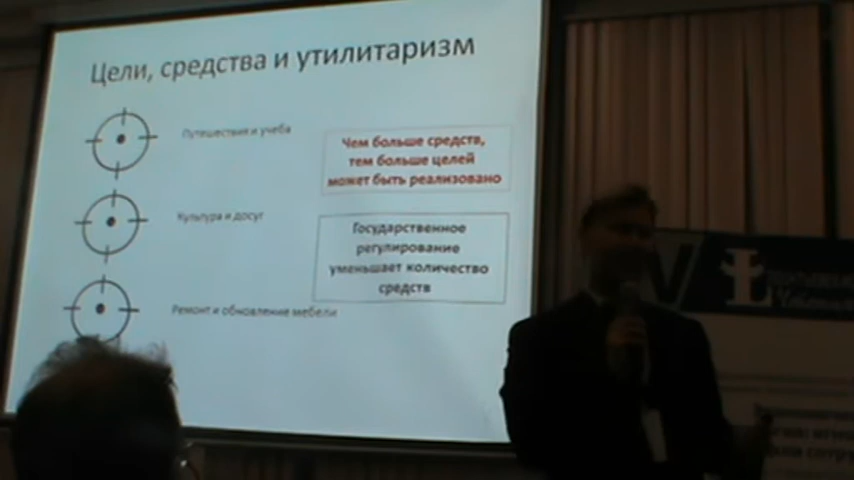 Цели, средства и утилитаризм
Путешествия и учеба
Чем больше средств,
тем больше целей
может быть реализовано
Культура и досуг
Государственное
регулирование
уменьшает количество
средств
Ремонт и обновление мебели